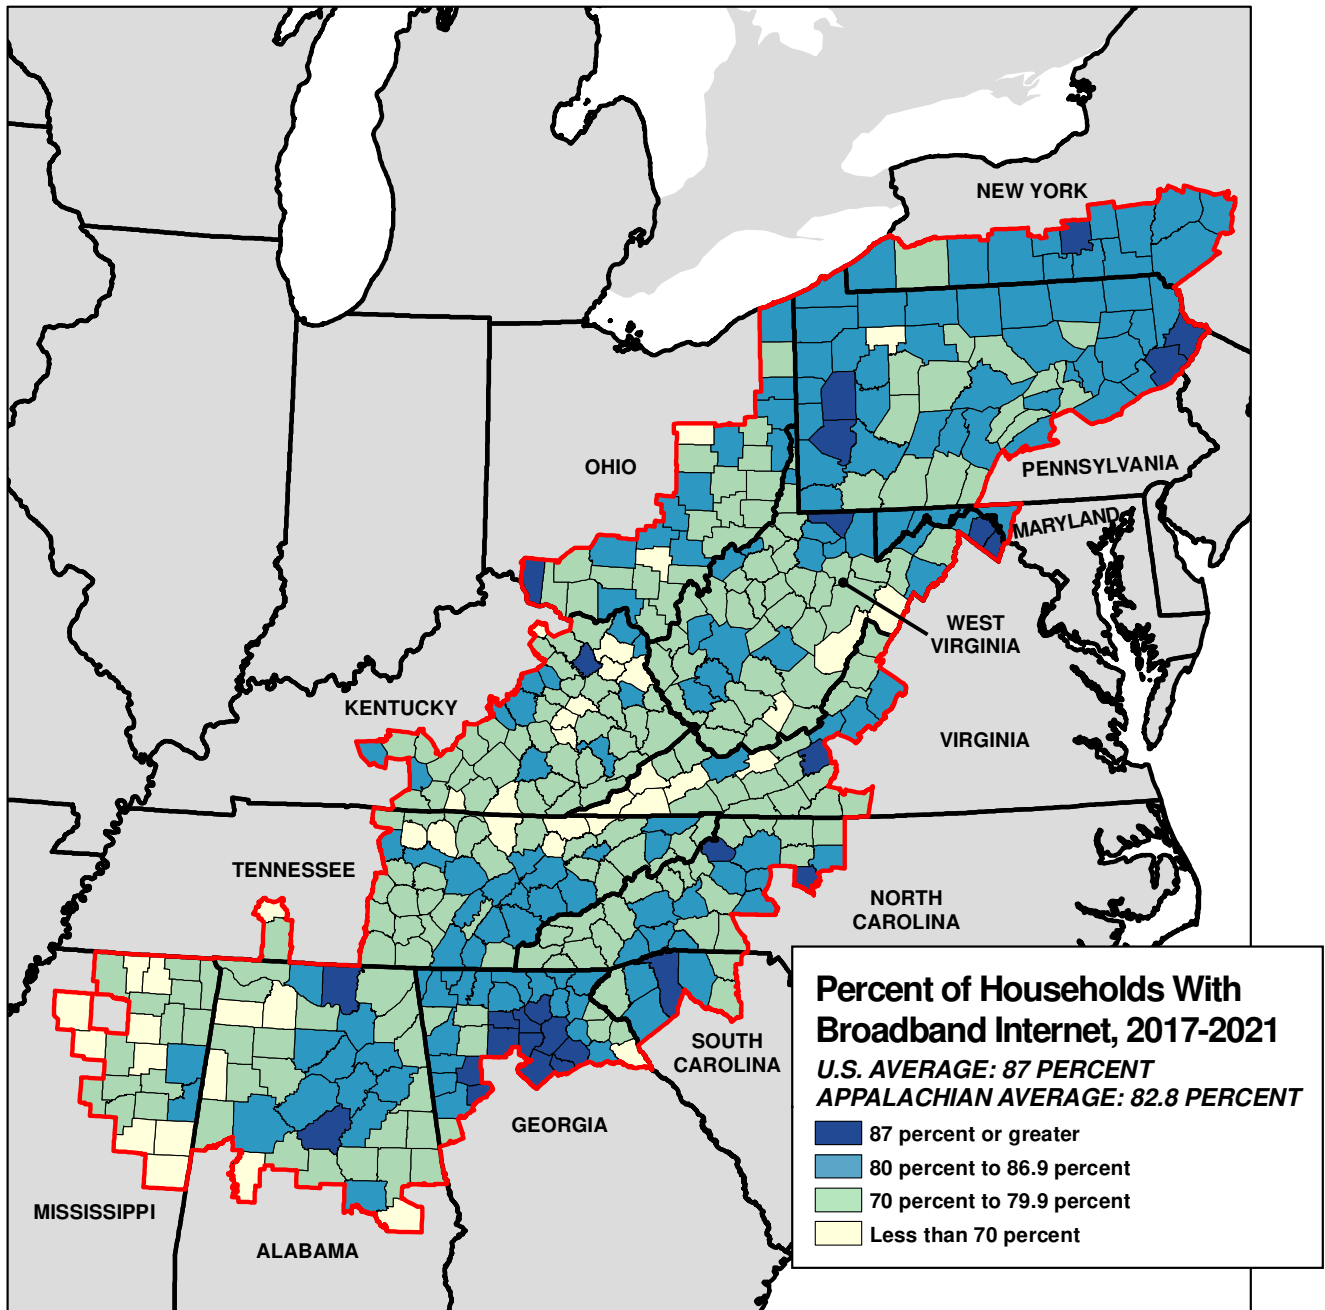 NEW YORK
OHIO
PENNSYLVANIA
MARYLAND
WEST
VIRGINIA
KENTUCKY
VIRGINIA
TENNESSEE
NORTH
CAROLINA
SOUTH
CAROLINA
GEORGIA
MISSISSIPPI
ALABAMA
Percent of Households With
Broadband Internet, 2017-2021
U.S. AVERAGE: 87 PERCENT
APPALACHIAN AVERAGE: 82.8 PERCENT
87 percent or greater
80 percent to 86.9 percent
70 percent to 79.9 percent
Less than 70 percent